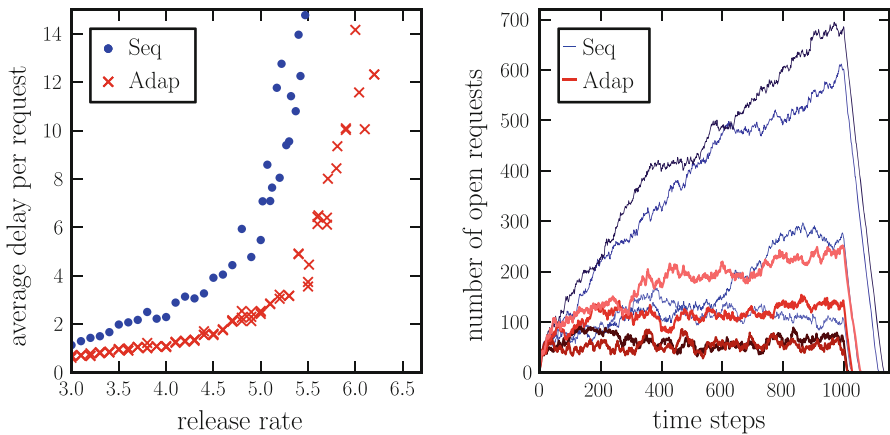 14
12
10
8
6
4
2
0
average delay per request
Seq
Adap
3.0 3.5 4.0 4.5 5.0 5.5 6.0 6.5
release rate
700
600
500
400
300
200
100
0
number of open requests
Seq
Adap
0 200 400 600 800 1000
time steps